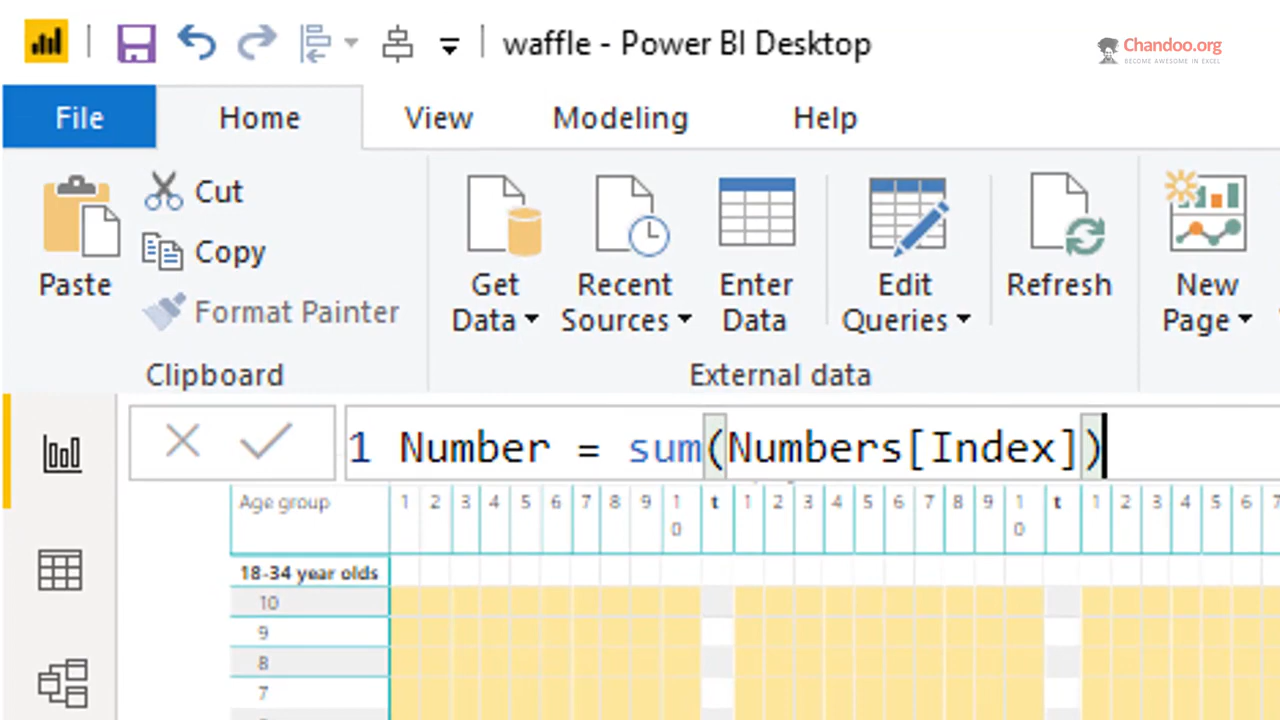 waffle - Power BI Desktop
Chandoo.org
BECOME AWESOME IN EXCEL
File Home View Modeling Help
Paste
Cut
Copy
Format Painter
Clipboard
Get Data
Recent Sources
Enter Data
Edit Queries
External data
Refresh
New Page
1 Number = sum(Numbers[Index])
Age group 1 2 3 4 5 6 7 8 9 10 t 1 2 3 4 5 6 7 8 9 10 t 1 2 3 4 5 6 7
18-34 year olds
10
9
8
7